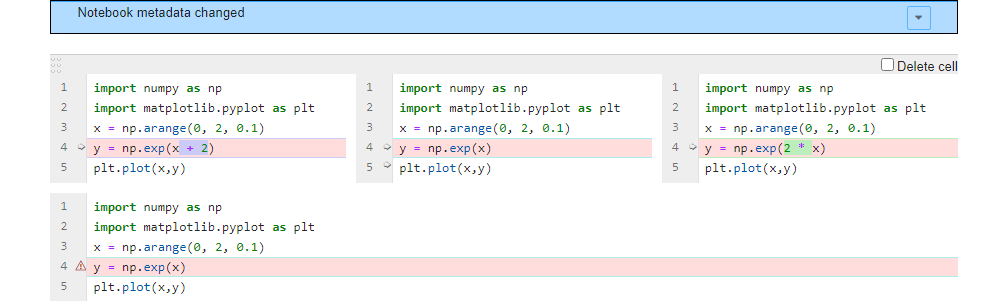 Notebook metadata changed
Delete cell
1 import numpy as np
2 import matplotlib.pyplot as plt
3 x = np.arange(0, 2, 0.1)
4 y = np.exp(x + 2)
5 plt.plot(x,y)
1 import numpy as np
2 import matplotlib.pyplot as plt
3 x = np.arange(0, 2, 0.1)
4 y = np.exp(x)
5 plt.plot(x,y)
1 import numpy as np
2 import matplotlib.pyplot as plt
3 x = np.arange(0, 2, 0.1)
4 y = np.exp(2 * x)
5 plt.plot(x,y)
1 import numpy as np
2 import matplotlib.pyplot as plt
3 x = np.arange(0, 2, 0.1)
4 y = np.exp(x)
5 plt.plot(x,y)